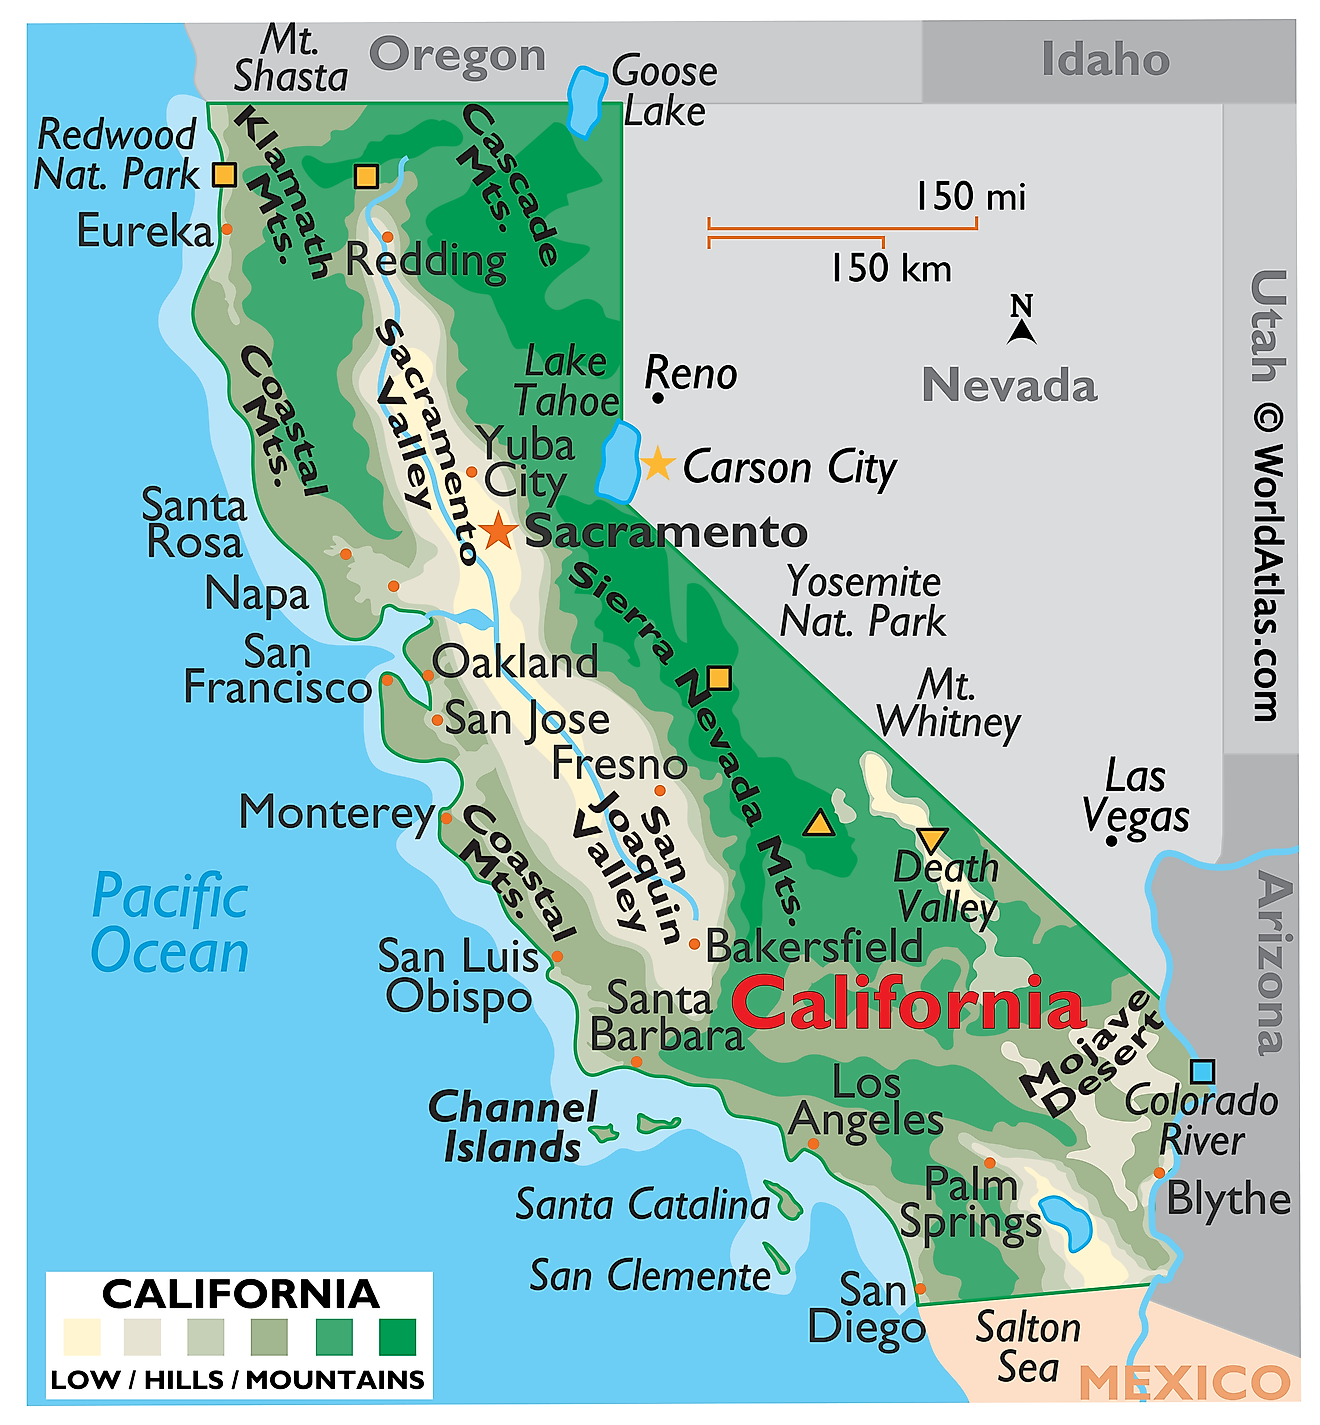 Mt.
Shasta
Oregon
Idaho
Goose
Lake
Redwood
Nat. Park
Klamath
Mts.
Cascade
Mts.
Eureka
Redding
150 mi
150 km
N
Utah
© WorldAtlas.com
Nevada
Coastal
Mts.
Sacramento
Valley
Lake
Tahoe
Reno
Yuba
City
Carson City
Santa
Rosa
Sacramento
Napa
Sierra Nevada Mts.
Yosemite
Nat. Park
San
Francisco
Oakland
San Jose
Mt.
Whitney
Fresno
Las
Vegas
Monterey
Coastal
Mts.
San
Joaquin
Valley
Death
Valley
Pacific
Ocean
Arizona
San Luis
Obispo
Bakersfield
Santa
Barbara
California
Mojave
Desert
Colorado
River
Los
Angeles
Channel
Islands
Palm
Springs
Blythe
Santa Catalina
San Clemente
San
Diego
Salton
Sea
MEXICO
CALIFORNIA
LOW / HILLS / MOUNTAINS